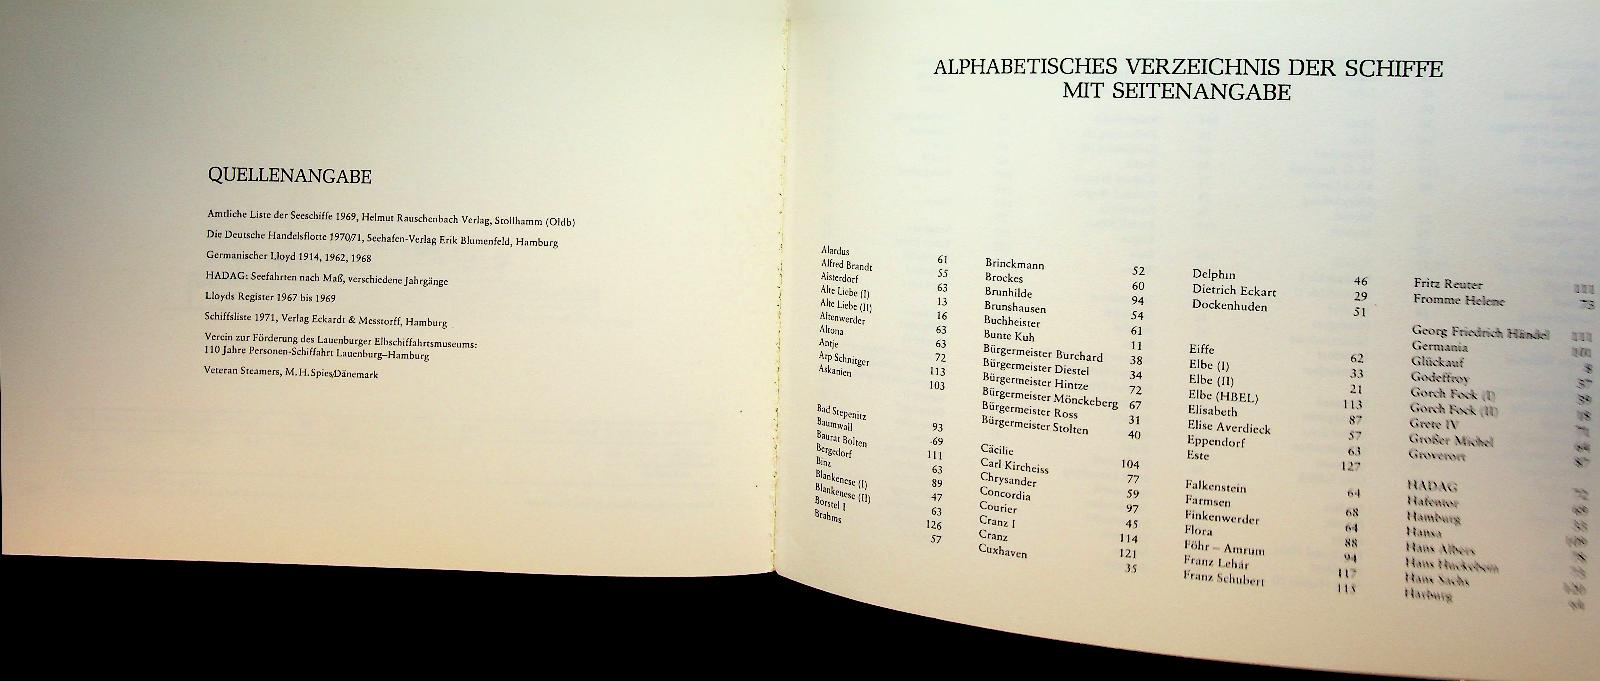 QUELLENANGABE
Amtliche Liste der Seeschiffe 1969, Helmut Rauschenbach Verlag, Stollhamm (Oldb)
Die Deutsche Handelsflotte 1970/71, Seehafen-Verlag Erik Blumenfeld, Hamburg
Germanischer Lloyd 1914, 1962, 1968
HADAG: Seefahrten nach Maß, verschiedene Jahrgänge
Lloyds Register 1967 bis 1969
Schiffsliste 1971, Verlag Eckardt & Messtorff, Hamburg
Verein zur Förderung des Lauenburger Elbschiffahrtsmuseums:
110 Jahre Personen-Schiffahrt Lauenburg–Hamburg
Veteran Steamers, M. H. Spies/Dänemark
ALPHABETISCHES VERZEICHNIS DER SCHIFFE
MIT SEITENANGABE
Alardus 61
Alfred Brandt 55
Alsterdorf 63
Alte Liebe (I) 13
Alte Liebe (II) 16
Altenwerder 63
Altona 63
Antje 72
Arp Schnitger 113
Askanien 103
Bad Stepenitz 93
Baumwall 69
Baurat Bolten 111
Bergedorf 63
Binz 89
Blankenese (I) 47
Blankenese (II) 63
Borstel I 126
Brahms 57
Brinckmann 52
Brockes 60
Brunhilde 94
Brunshausen 54
Buchheister 61
Bunte Kuh 11
Bürgermeister Burchard 38
Bürgermeister Diestel 34
Bürgermeister Hintze 72
Bürgermeister Mönckeberg 67
Bürgermeister Ross 31
Bürgermeister Stolten 40
Cäcilie 104
Carl Kircheiss 77
Chrysander 59
Concordia 97
Courier 45
Cranz I 114
Cranz 121
Cuxhaven 35
Delphin 46
Dietrich Eckart 29
Dockenhuden 51
Eiffe 62
Elbe (I) 33
Elbe (II) 21
Elbe (HBEL) 113
Elisabeth 87
Elise Averdieck 57
Eppendorf 63
Este 127
Falkenstein 64
Farmsen 68
Finkenwerder 64
Flora 88
Föhr – Amrum 94
Franz Lehár 117
Franz Schubert 115
Fritz Reuter
Fromme Helene
Georg Friedrich Händel
Germania
Glückauf
Godeffroy
Gorch Fock (I)
Gorch Fock (II)
Grete IV
Großer Michel
Groverort
HADAG
Hafentor
Hamburg
Hansa
Hans Albers
Hans Huckebein
Hans Sachs
Harburg